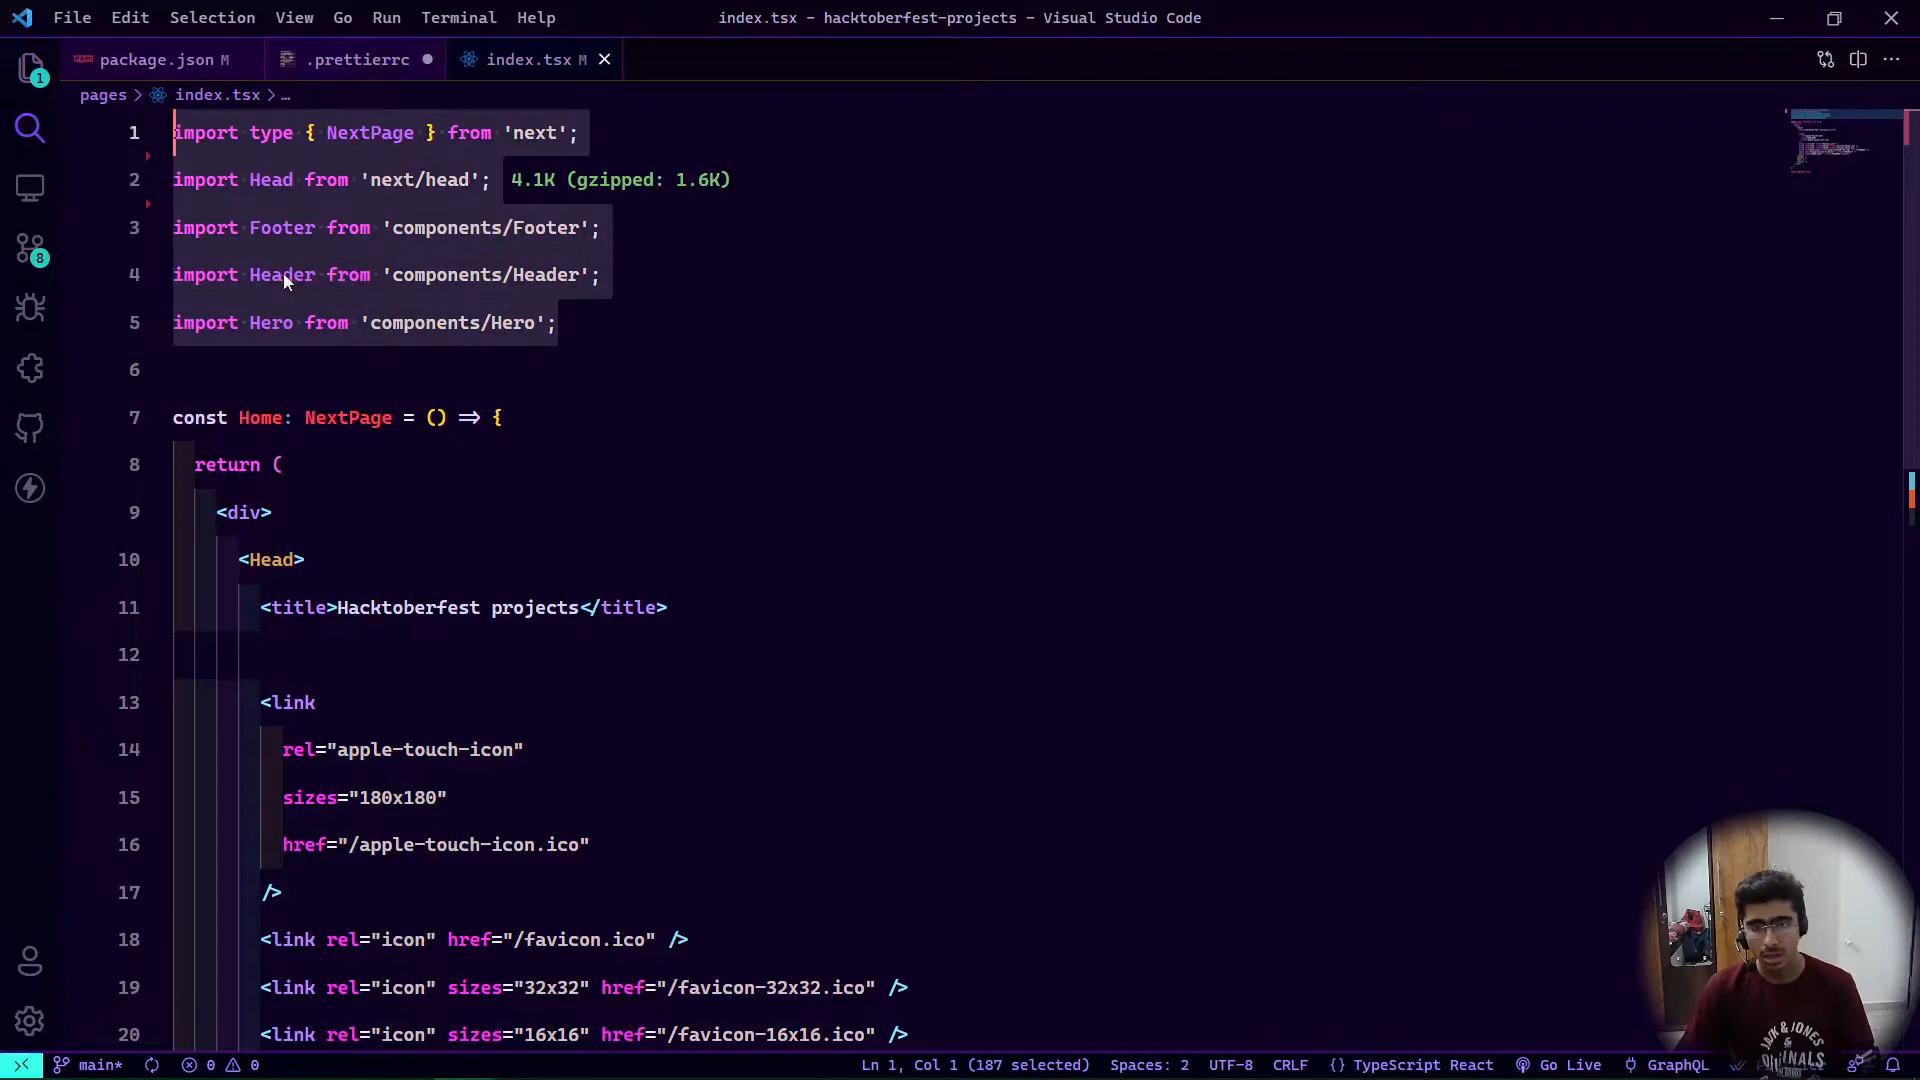 File Edit Selection View Go Run Terminal Help
index.tsx - hacktoberfest-projects - Visual Studio Code
package.json M
.prettierrc
index.tsx M
pages > index.tsx > ...
1 import type { NextPage } from 'next';
2 import Head from 'next/head'; 4.1K (gzipped: 1.6K)
3 import Footer from 'components/Footer';
4 import Header from 'components/Header';
5 import Hero from 'components/Hero';
6
7 const Home: NextPage = () => {
8 return (
9 <div>
10 <Head>
11 <title>Hacktoberfest projects</title>
12
13 <link
14 rel="apple-touch-icon"
15 sizes="180x180"
16 href="/apple-touch-icon.ico"
17 />
18 <link rel="icon" href="/favicon.ico" />
19 <link rel="icon" sizes="32x32" href="/favicon-32x32.ico" />
20 <link rel="icon" sizes="16x16" href="/favicon-16x16.ico" />
1
8
JACK & JONES
ORIGINALS
main*
0 0
Ln 1, Col 1 (187 selected)
Spaces: 2
UTF-8
CRLF
{} TypeScript React
Go Live
GraphQL